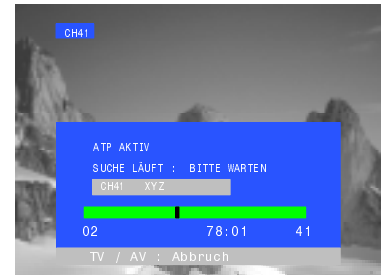 CH41
ATP AKTIV
SUCHE LÄUFT : BITTE WARTEN
CH41 XYZ
02 78:01 41
TV / AV : Abbruch